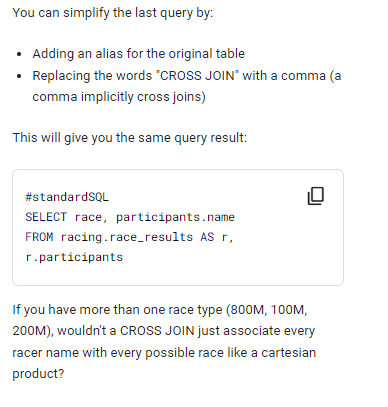 You can simplify the last query by:
• Adding an alias for the original table
• Replacing the words "CROSS JOIN" with a comma (a
comma implicitly cross joins)
This will give you the same query result:
#standardSQL
SELECT race, participants.name
FROM racing.race_results AS r,
r.participants
If you have more than one race type (800M, 100M,
200M), wouldn't a CROSS JOIN just associate every
racer name with every possible race like a cartesian
product?